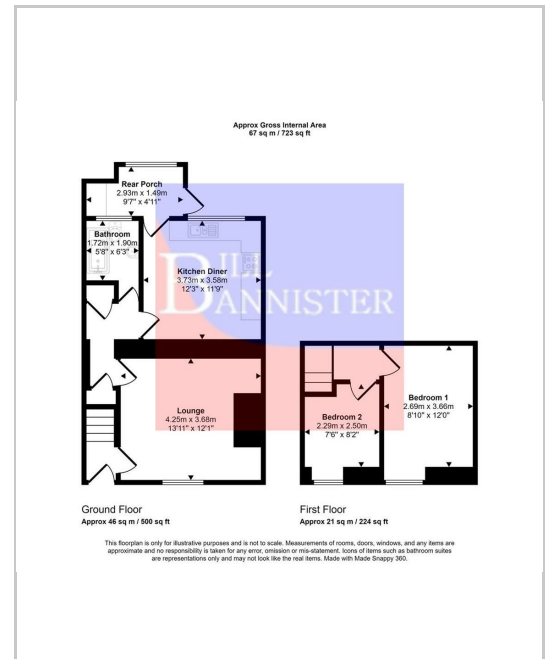 Approx Gross Internal Area
67 sq m / 723 sq ft
Rear Porch
2.93m x 1.49m
9'7" x 4'11"
Bathroom
1.72m x 1.90m
5'8" x 6'3"
Kitchen Diner
3.73m x 3.58m
12'3" x 11'9"
BILL
BANNISTER
Lounge
4.25m x 3.68m
13'11" x 12'1"
Bedroom 1
2.69m x 3.66m
8'10" x 12'0"
Bedroom 2
2.29m x 2.50m
7'6" x 8'2"
Ground Floor
Approx 46 sq m / 500 sq ft
First Floor
Approx 21 sq m / 224 sq ft
This floorplan is only for illustrative purposes and is not to scale. Measurements of rooms, doors, windows, and any items are
approximate and no responsibility is taken for any error, omission or mis-statement. Icons of items such as bathroom suites
are representations only and may not look like the real items. Made with Made Snappy 360.